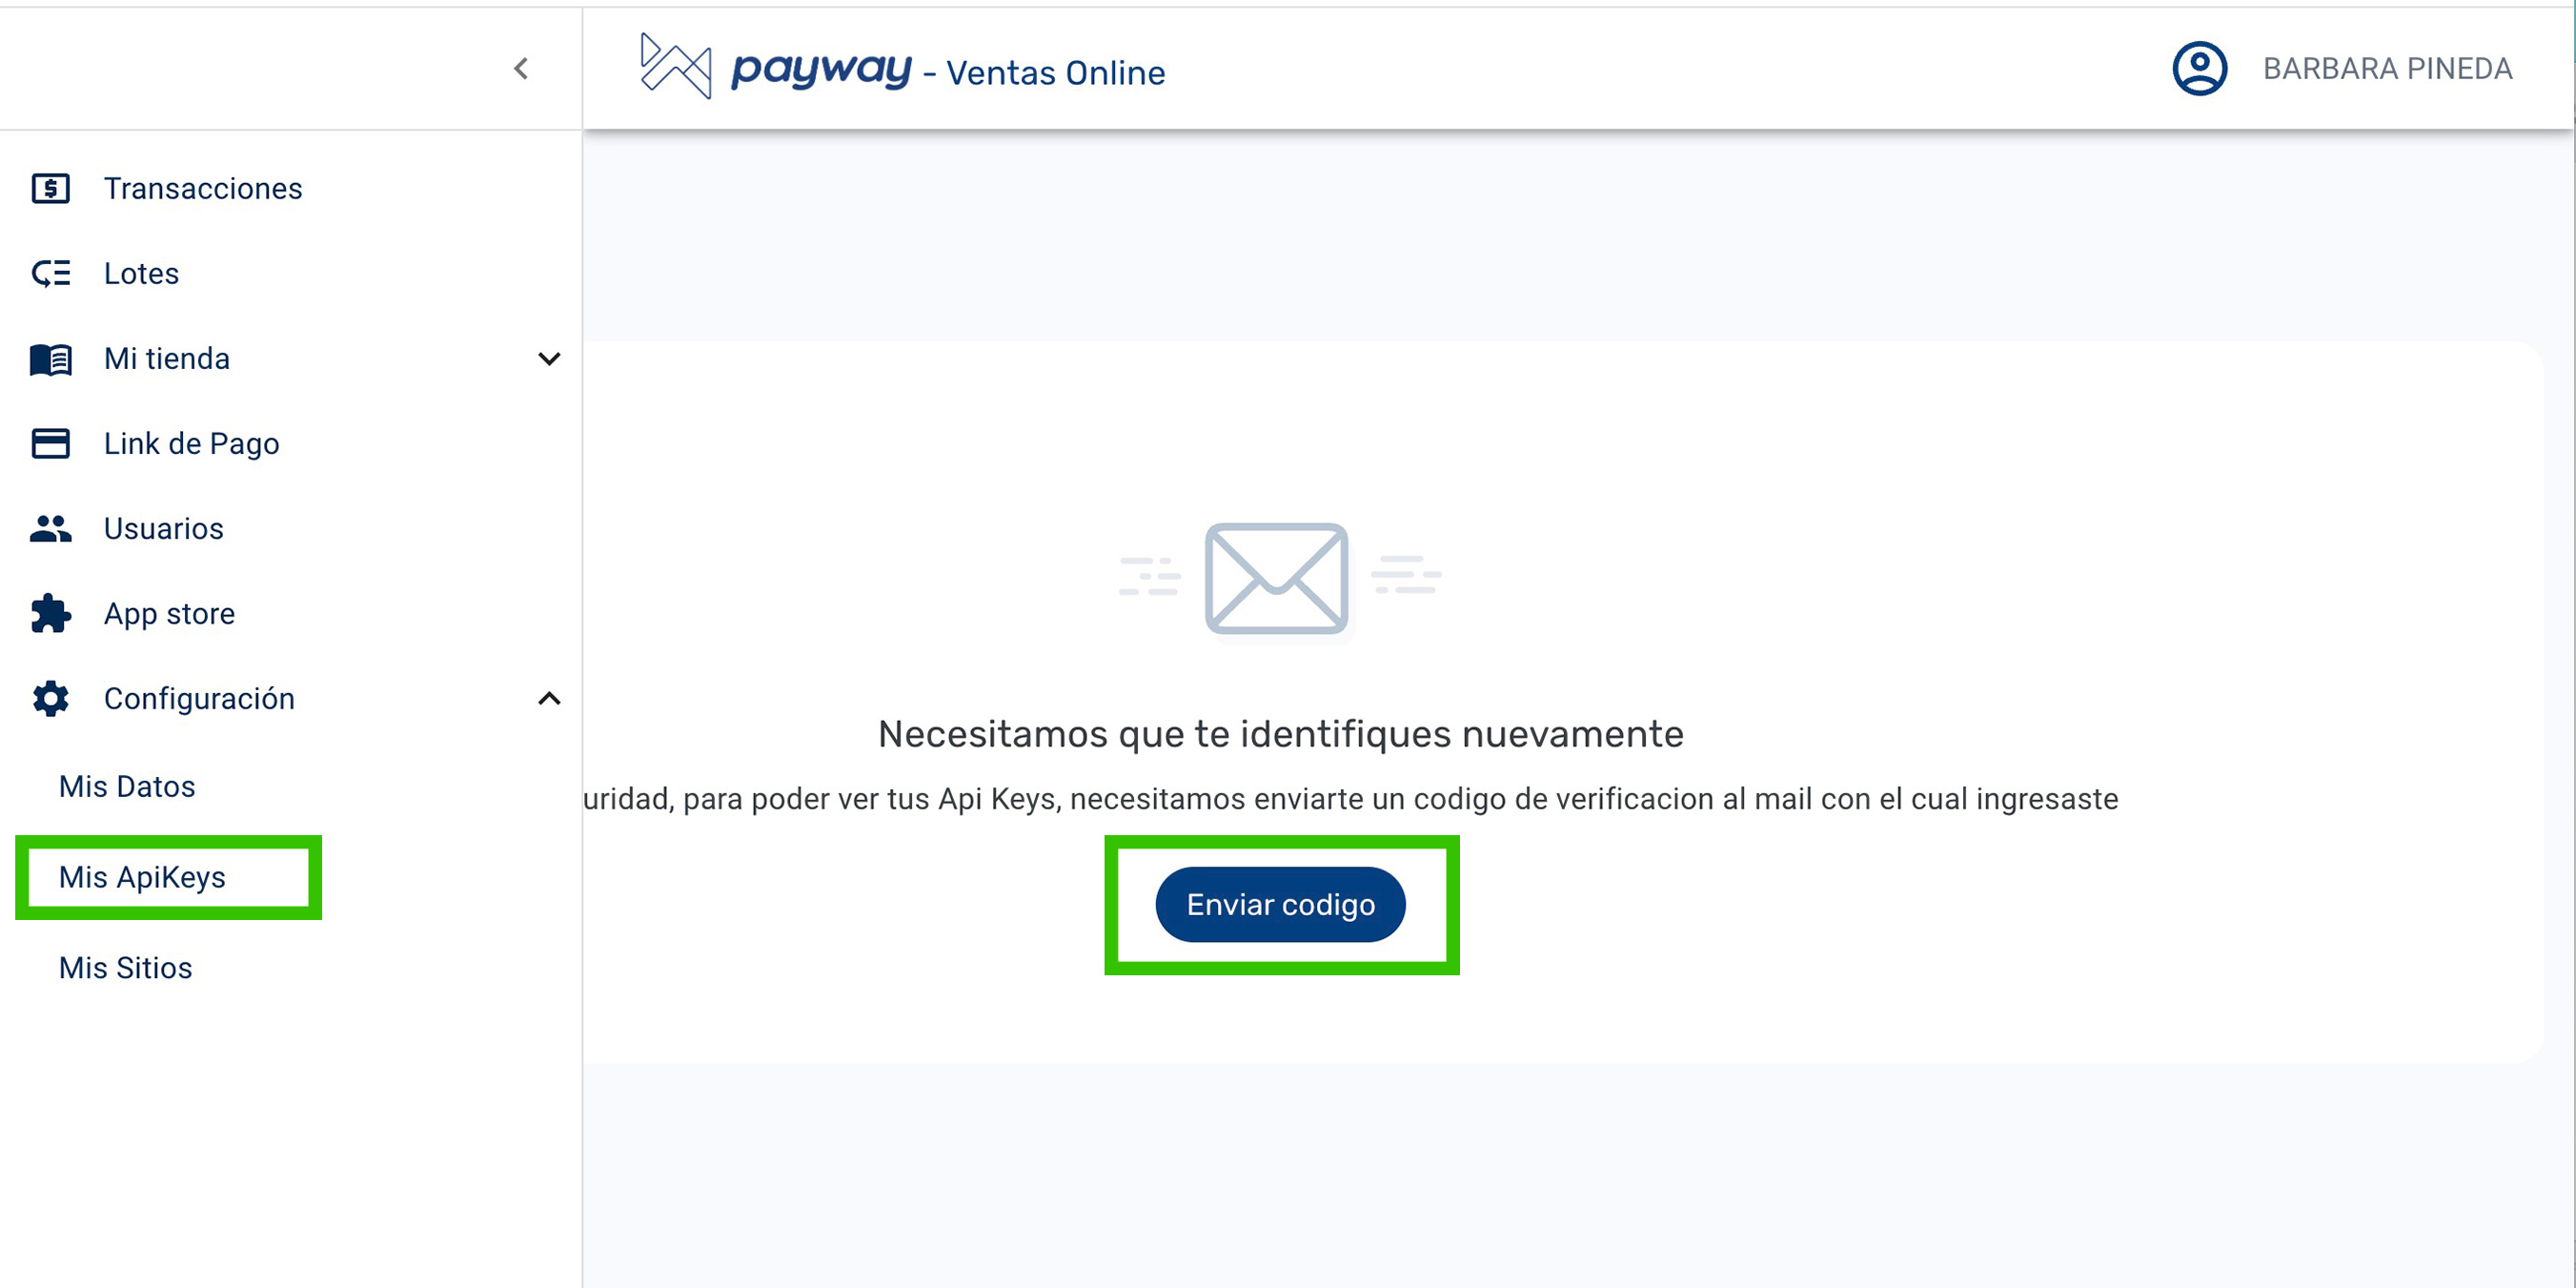 payway - Ventas Online
BARBARA PINEDA
Transacciones
Lotes
Mi tienda
Link de Pago
Usuarios
App store
Configuración
Mis Datos
Mis ApiKeys
Mis Sitios
Necesitamos que te identifiques nuevamente
uridad, para poder ver tus Api Keys, necesitamos enviarte un codigo de verificacion al mail con el cual ingresaste
Enviar codigo